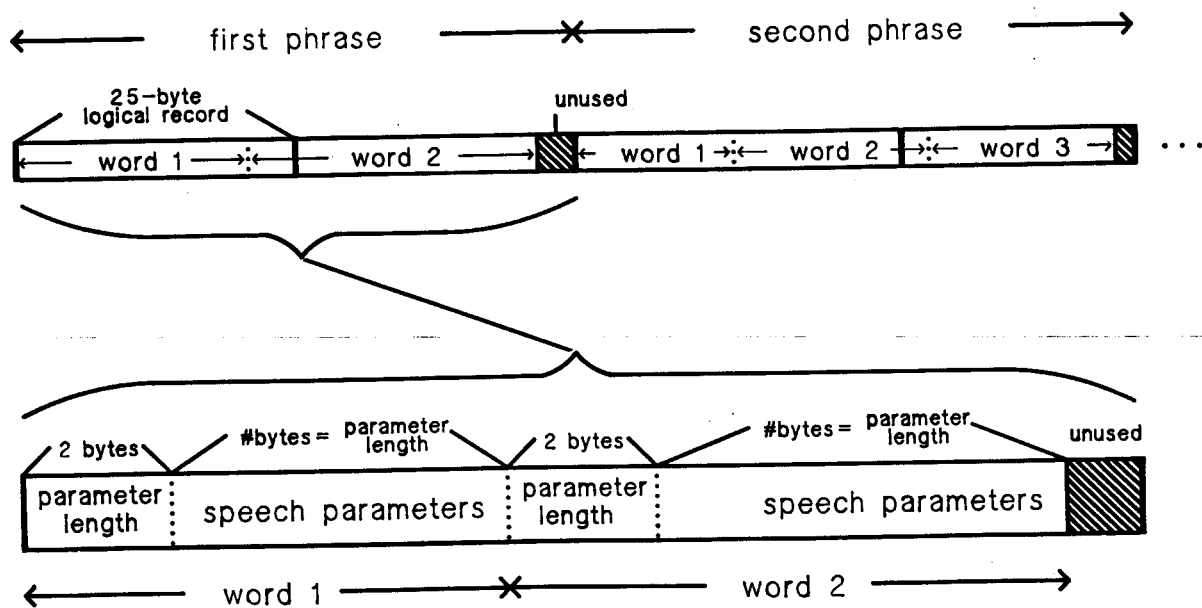 first phrase
second phrase
25-byte
logical record
unused
word 1
word 2
word 1
word 2
word 3
...
2 bytes
#bytes= parameter
length
2 bytes
#bytes= parameter
length
unused
parameter
length
speech parameters
parameter
length
speech parameters
word 1
word 2